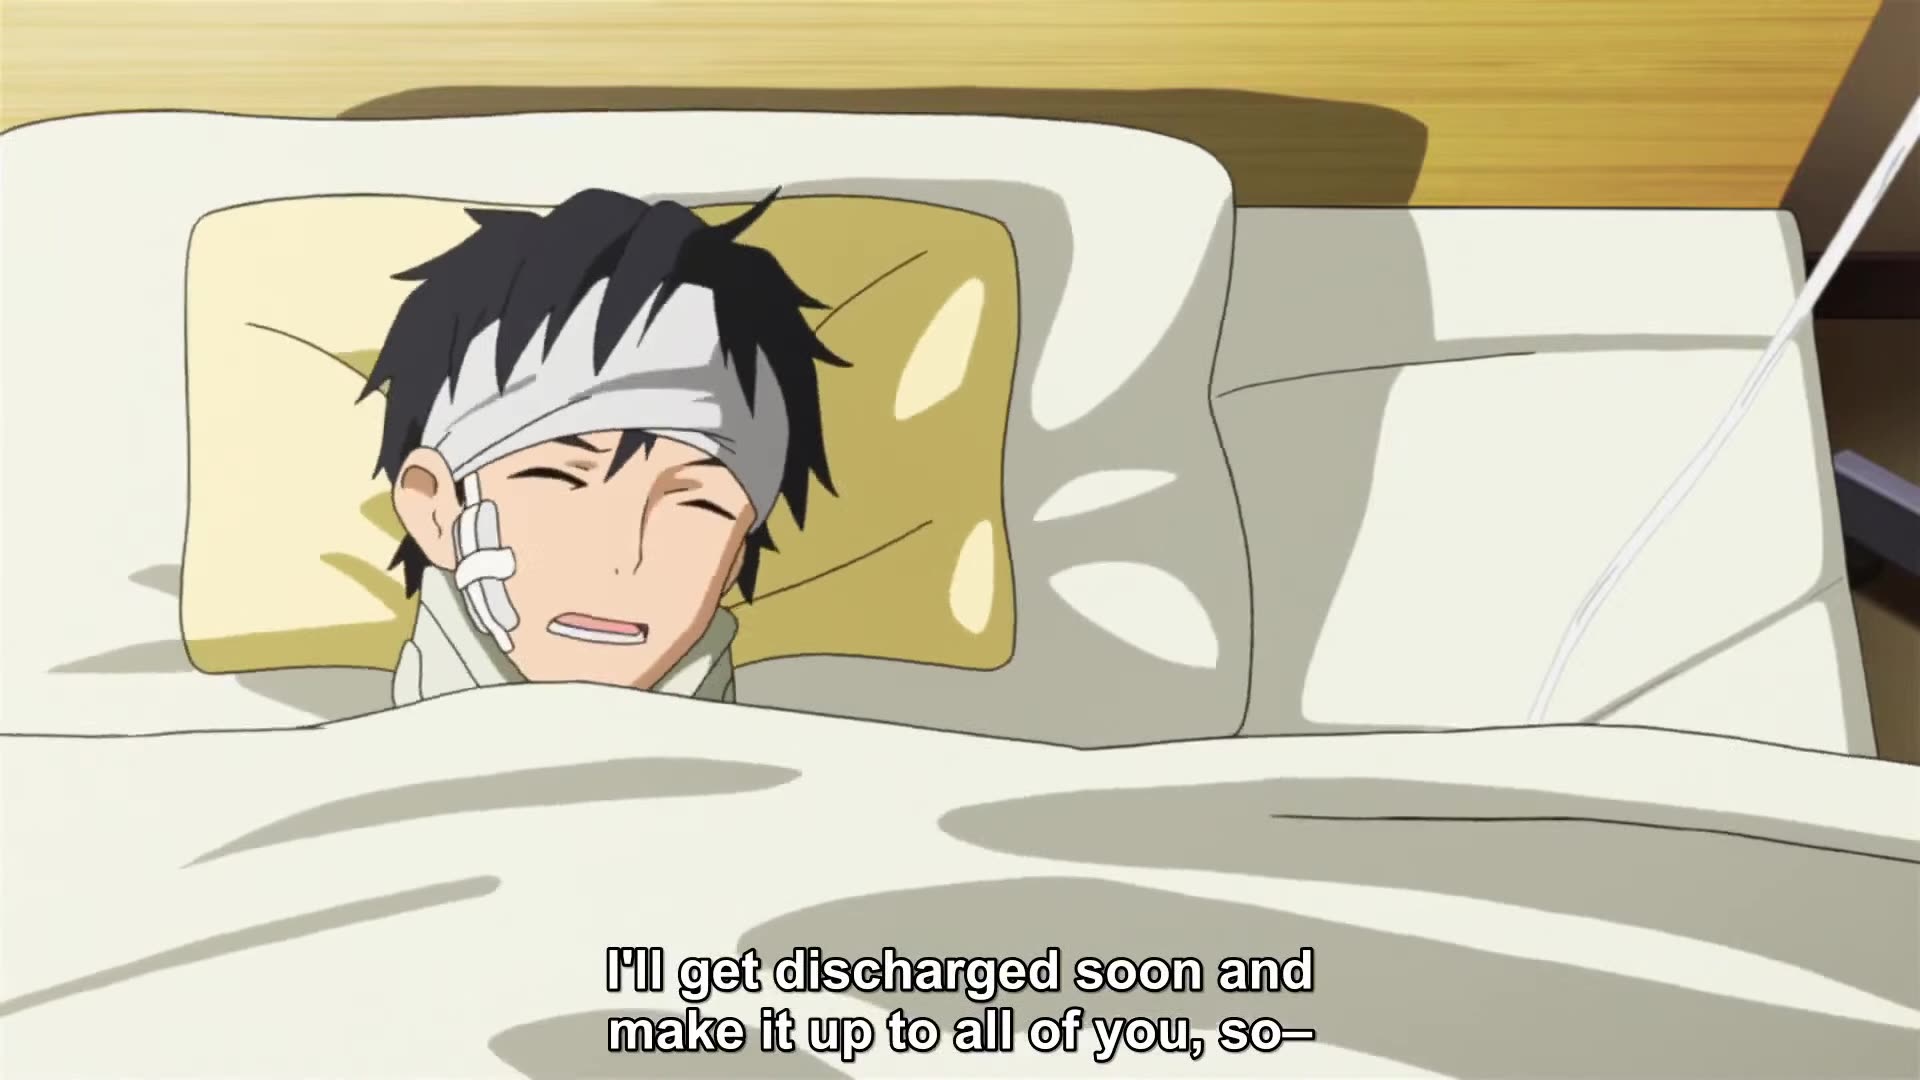 I'll get discharged soon and
make it up to all of you, so–